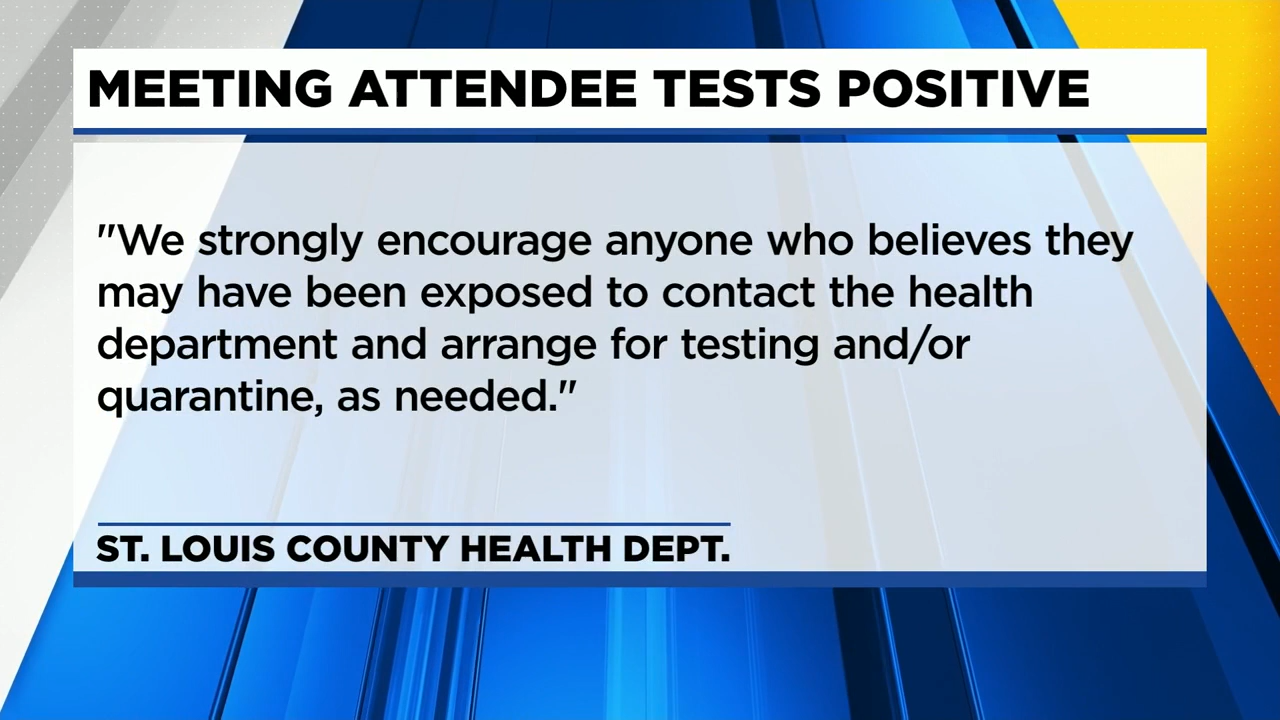 MEETING ATTENDEE TESTS POSITIVE
"We strongly encourage anyone who believes they
may have been exposed to contact the health
department and arrange for testing and/or
quarantine, as needed."
ST. LOUIS COUNTY HEALTH DEPT.